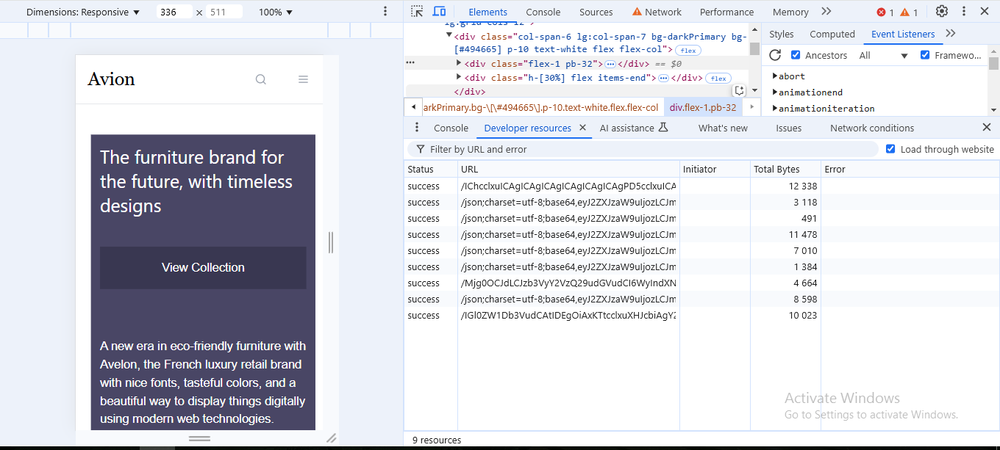 Dimensions: Responsive ▼ 336 × 511 100% ▼
Elements Console Sources Network Performance Memory 1 1
Avion
The furniture brand for
the future, with timeless
designs
View Collection
A new era in eco-friendly furniture with
Avelon, the French luxury retail brand
with nice fonts, tasteful colors, and a
beautiful way to display things digitally
using modern web technologies.
<div class="col-span-6 lg:col-span-7 bg-darkPrimary bg-
[#494665] p-10 text-white flex flex-col"> flex
<div class="flex-1 pb-32"> ⋯ </div> == $0
<div class="h-[30%] flex items-end"> ⋯ </div> flex
</div>
arkPrimary.bg-\[\#494665\].p-10.text-white.flex.flex-col div.flex-1.pb-32
Styles Computed Event Listeners
Ancestors All ▼ Framewo...
abort
animationend
animationiteration
Console Developer resources AI assistance What's new Issues Network conditions
Filter by URL and error Load through website
Status URL Initiator Total Bytes Error
success /IChcclxuICAgICAgICAgICAgICAgICAgPD5cclxuICA 12 338
success /json;charset=utf-8;base64,eyJ2ZXJzaW9uIjozLCJm 3 118
success /json;charset=utf-8;base64,eyJ2ZXJzaW9uIjozLCJm 491
success /json;charset=utf-8;base64,eyJ2ZXJzaW9uIjozLCJm 11 478
success /json;charset=utf-8;base64,eyJ2ZXJzaW9uIjozLCJm 7 010
success /json;charset=utf-8;base64,eyJ2ZXJzaW9uIjozLCJm 1 384
success /Mjg0OCJdLCJzb3VyY2VzQ29udGVudCI6WyIndXN 4 664
success /json;charset=utf-8;base64,eyJ2ZXJzaW9uIjozLCJm 8 598
success /IGl0ZW1Db3VudCAtIDEgOiAxKTtcclxuXHJcbiAgY2 10 023
Activate Windows
Go to Settings to activate Windows.
9 resources